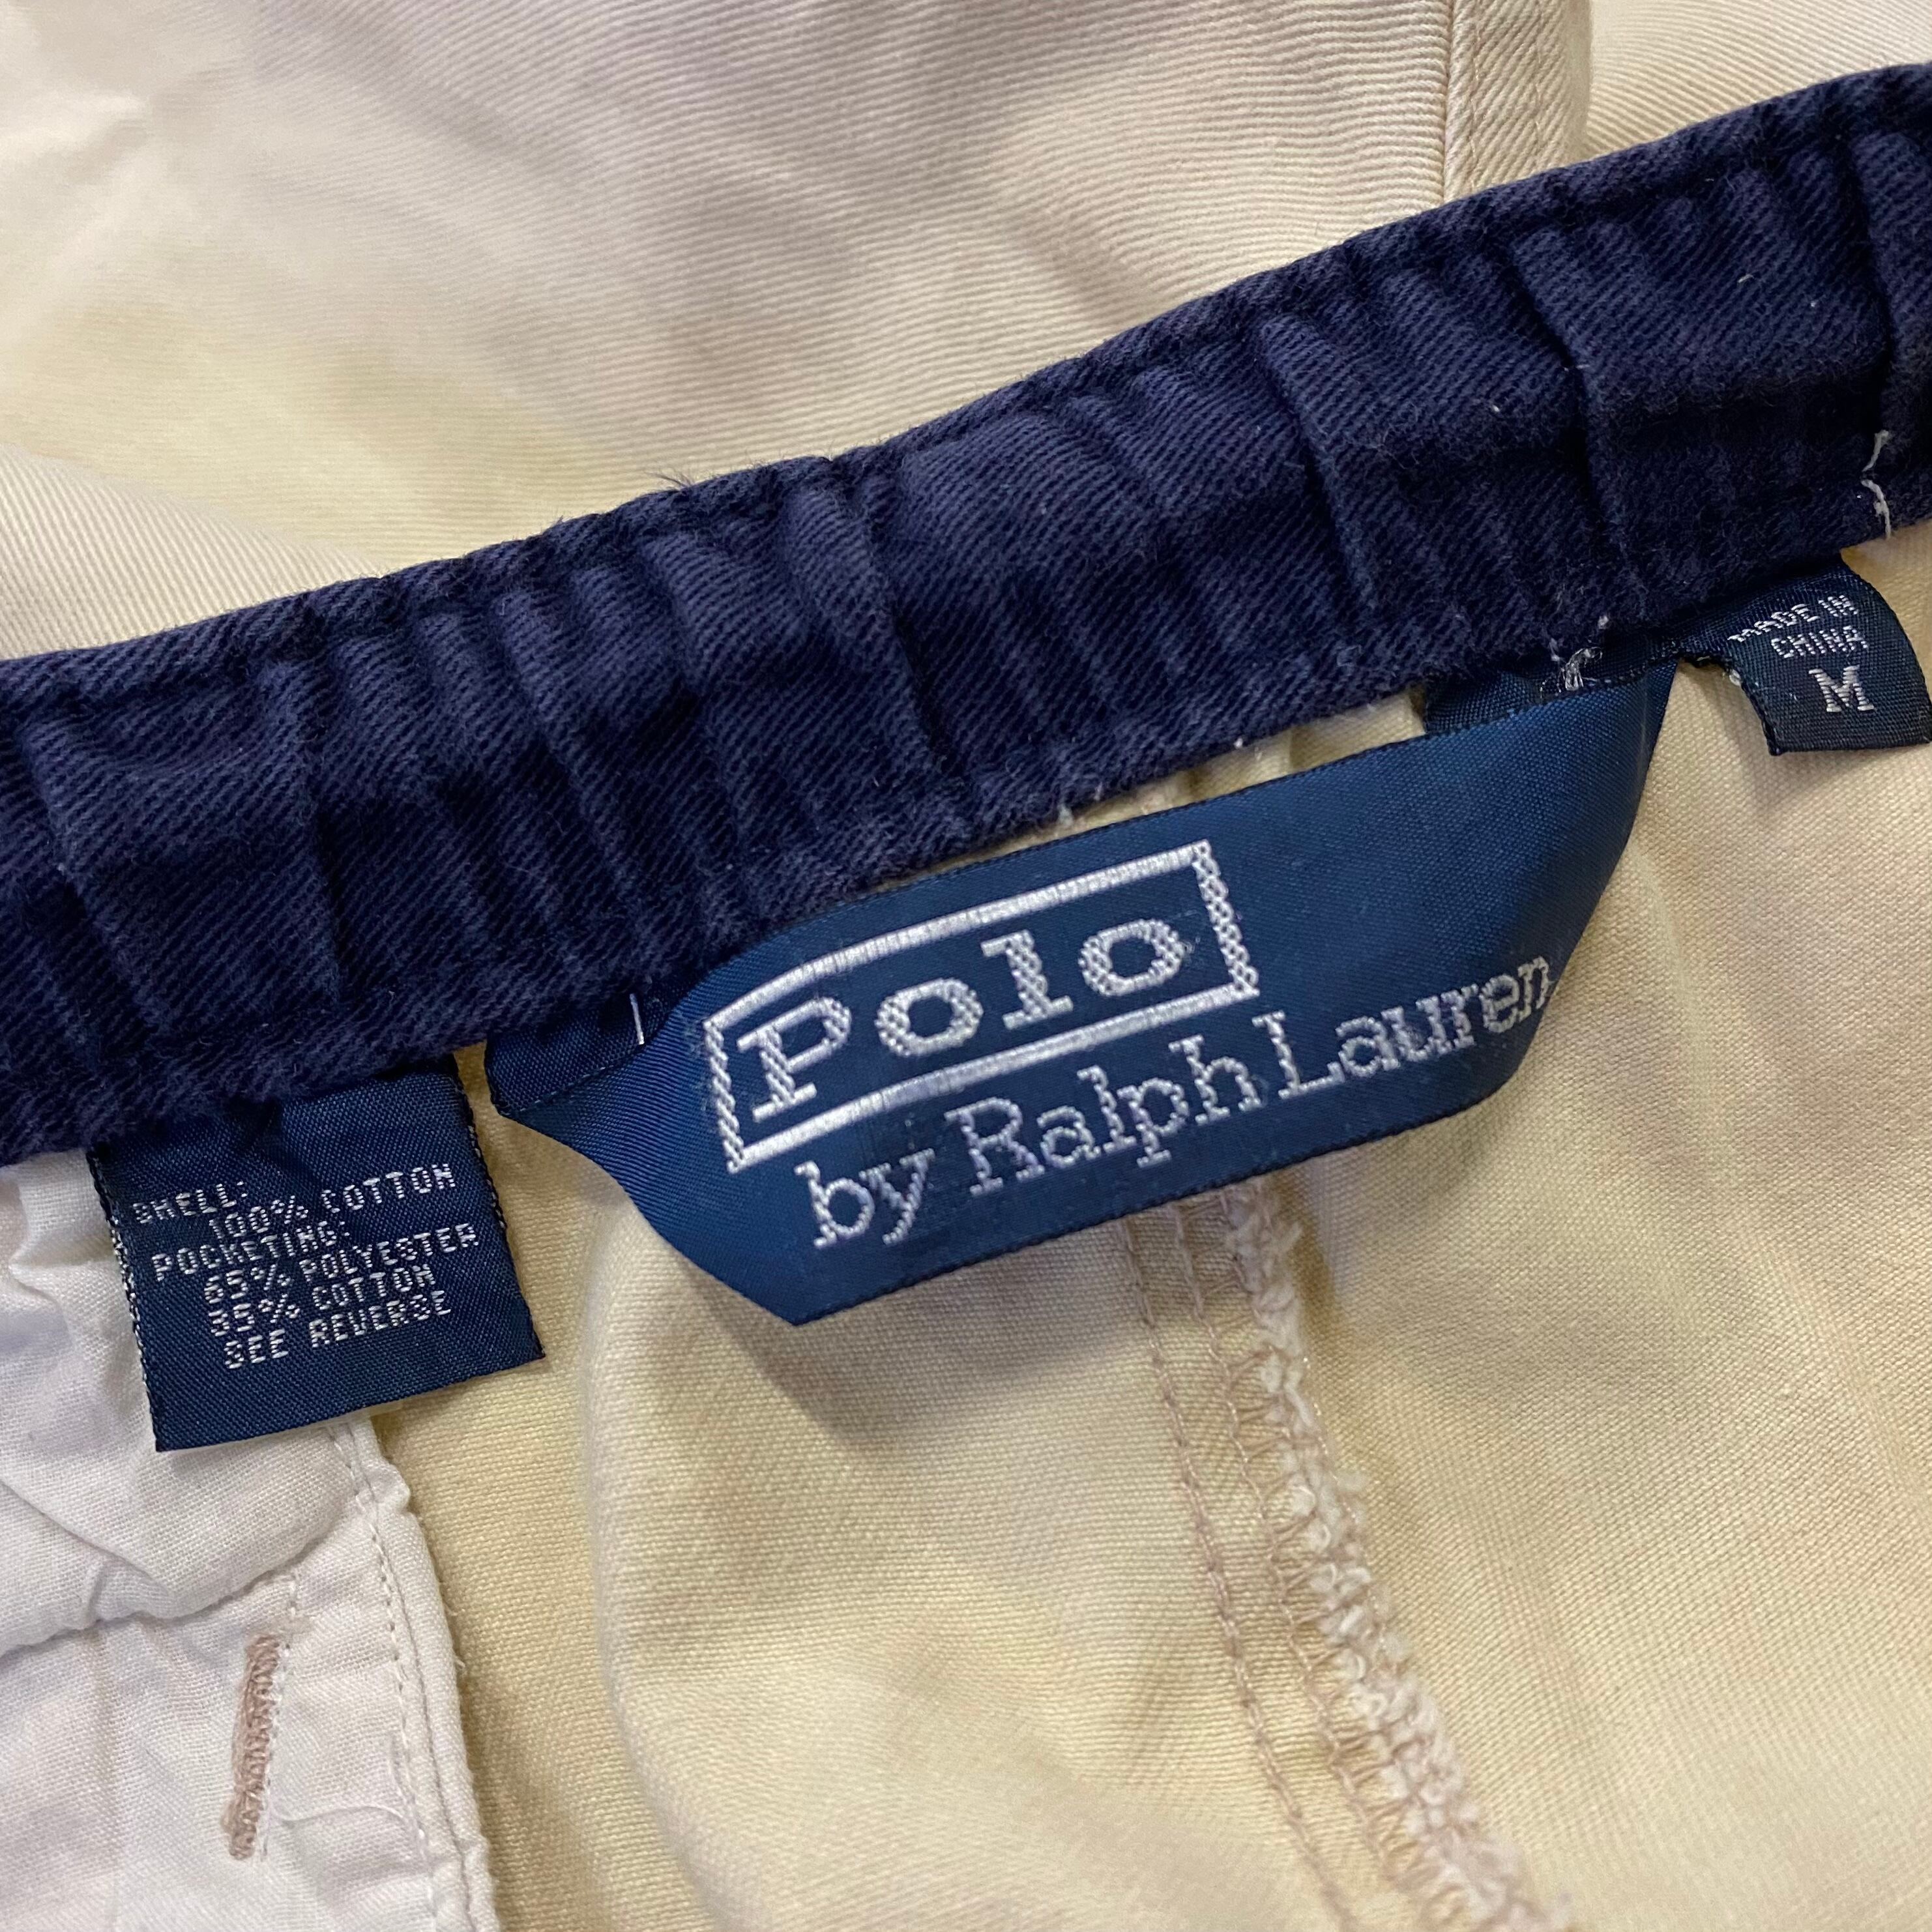 Polo
by Ralph Lauren
MADE IN
CHINA
M
SHELL:
100% COTTON
POCKETING:
65% POLYESTER
35% COTTON
SEE REVERSE